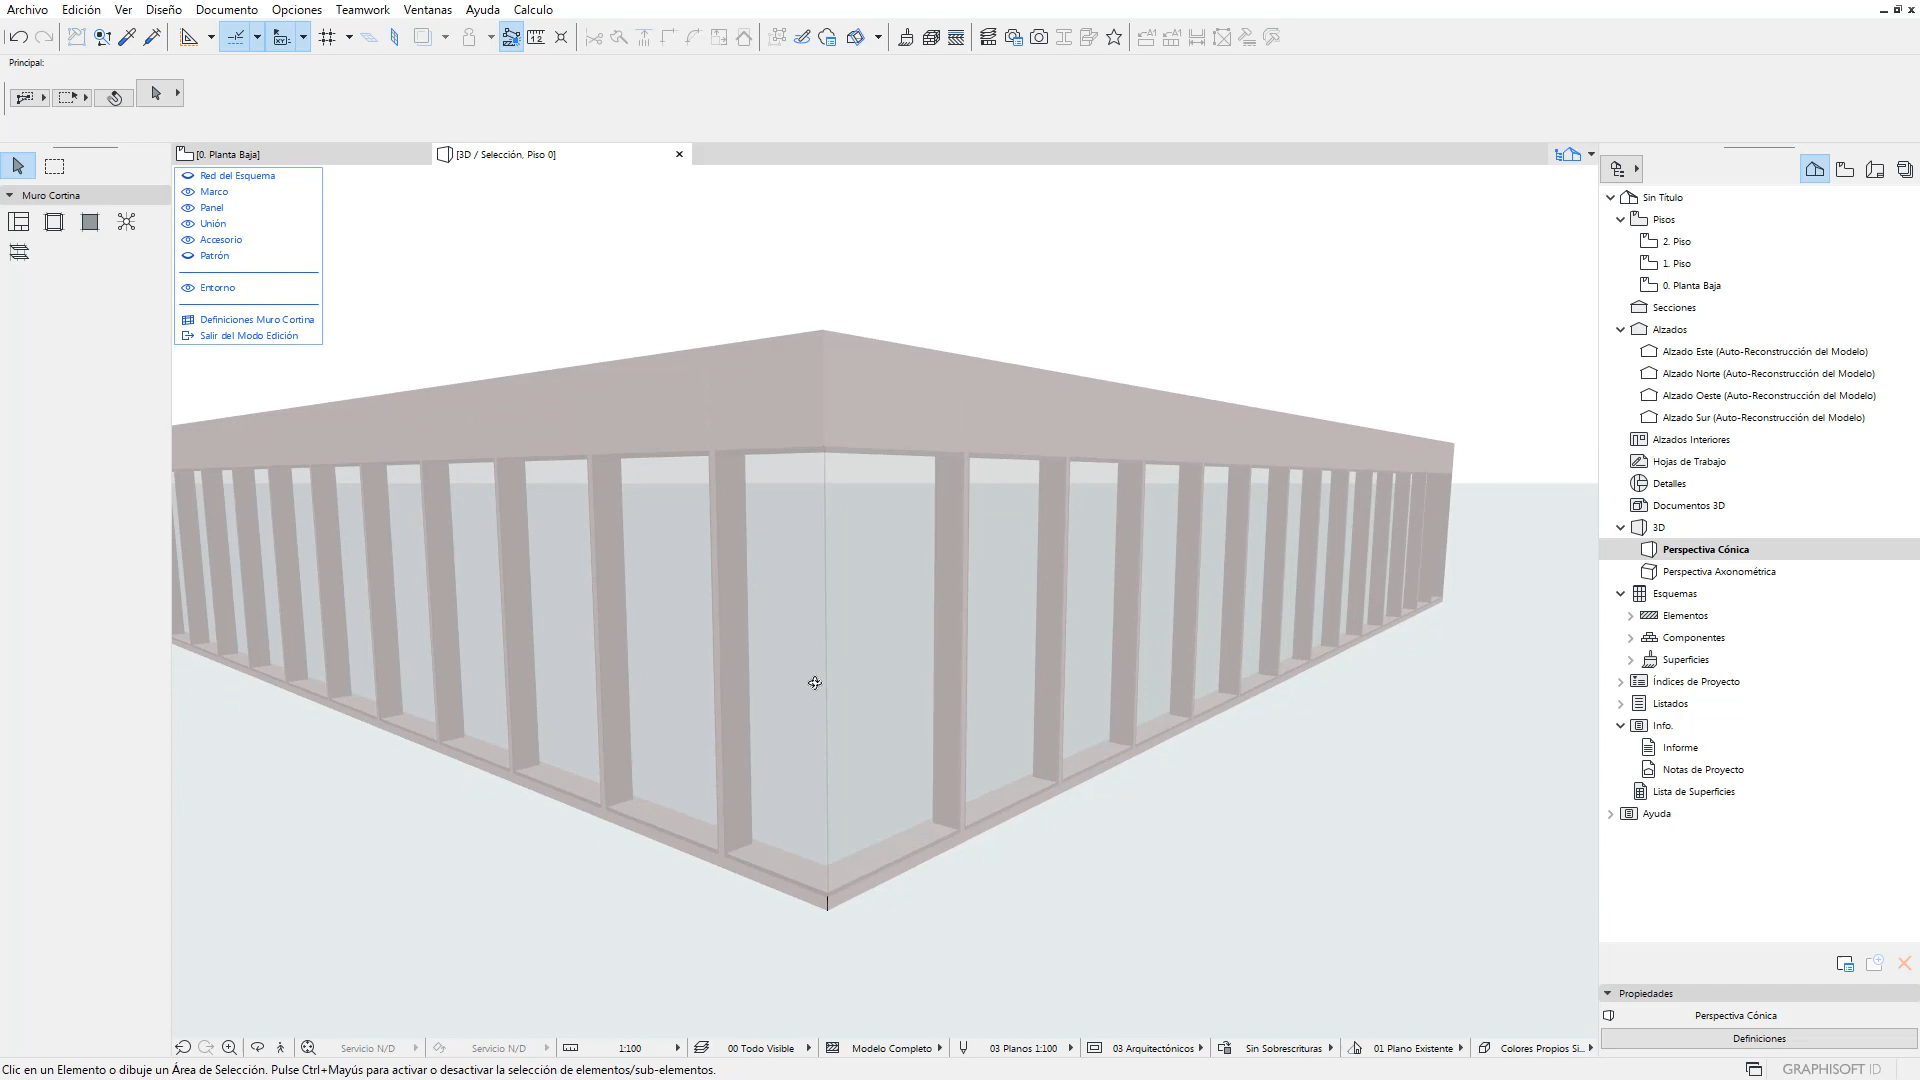 Archivo Edición Ver Diseño Documento Opciones Teamwork Ventanas Ayuda Calculo
Principal:
[0. Planta Baja]
[3D / Selección, Piso 0]
Muro Cortina
Red del Esquema
Marco
Panel
Unión
Accesorio
Patrón
Entorno
Definiciones Muro Cortina
Salir del Modo Edición
Sin Título
Pisos
2. Piso
1. Piso
0. Planta Baja
Secciones
Alzados
Alzado Este (Auto-Reconstrucción del Modelo)
Alzado Norte (Auto-Reconstrucción del Modelo)
Alzado Oeste (Auto-Reconstrucción del Modelo)
Alzado Sur (Auto-Reconstrucción del Modelo)
Alzados Interiores
Hojas de Trabajo
Detalles
Documentos 3D
3D
Perspectiva Cónica
Perspectiva Axonométrica
Esquemas
Elementos
Componentes
Superficies
Índices de Proyecto
Listados
Info.
Informe
Notas de Proyecto
Lista de Superficies
Ayuda
Propiedades
Perspectiva Cónica
Definiciones
Servicio N/D Servicio N/D 1:100 00 Todo Visible Modelo Completo 03 Planos 1:100 03 Arquitectónicos Sin Sobrescrituras 01 Plano Existente Colores Propios Si...
Clic en un Elemento o dibuje un Área de Selección. Pulse Ctrl+Mayús para activar o desactivar la selección de elementos/sub-elementos.
GRAPHISOFT ID